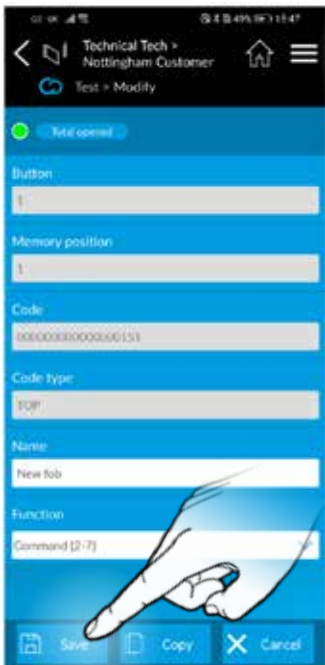 Technical Tech >
Nottingham Customer
Test > Modify
Total opened
Button
1
Memory position
1
Code
Code type
TOP
Name
New fob
Function
Command [2-7]
Save
Copy
Cancel